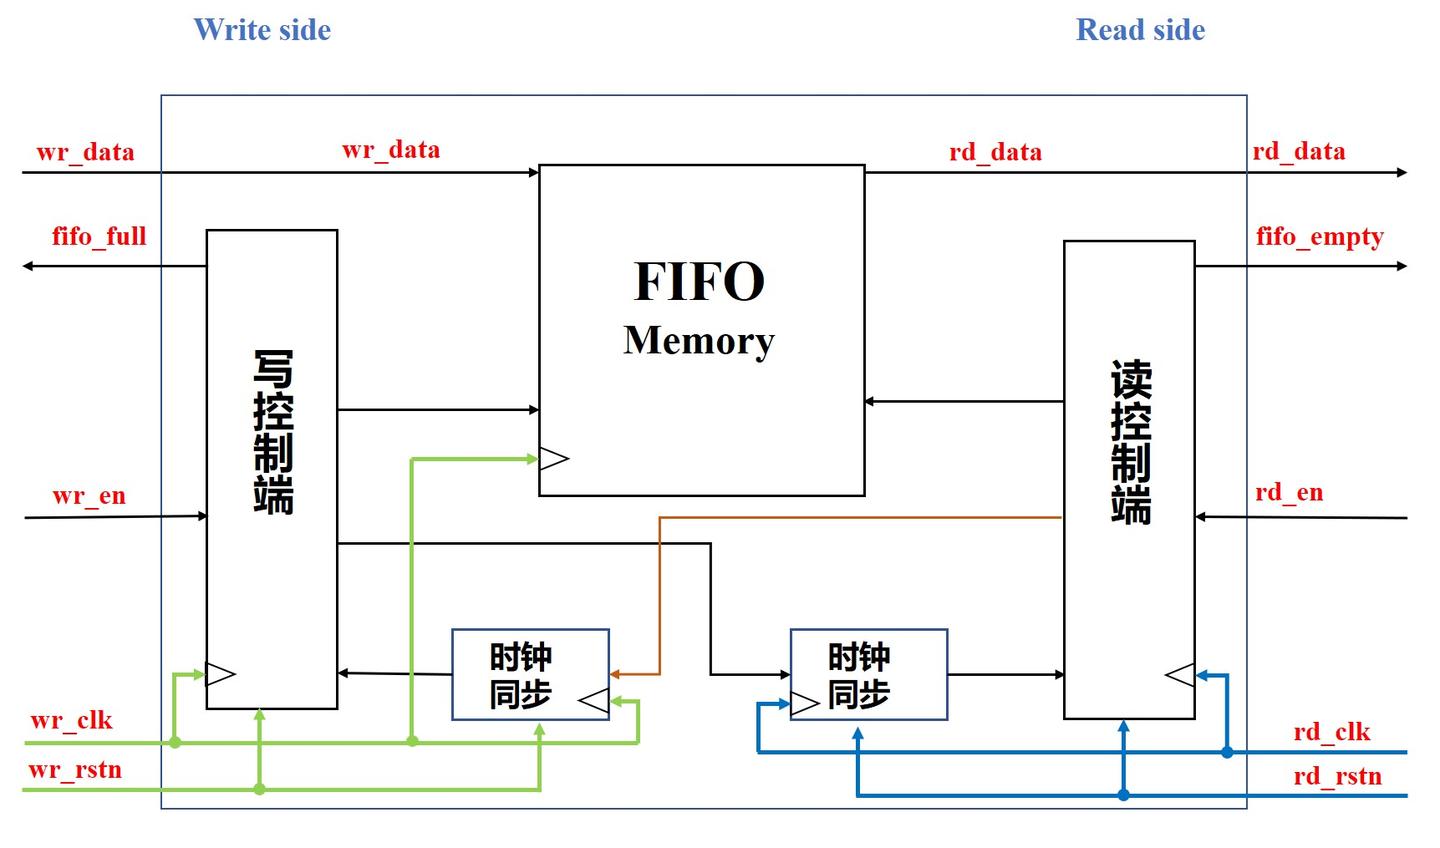 Write side
Read side
wr_data
wr_data
rd_data
rd_data
fifo_full
fifo_empty
FIFO
Memory
写控制端
读控制端
wr_en
rd_en
时钟
同步
时钟
同步
wr_clk
rd_clk
wr_rstn
rd_rstn